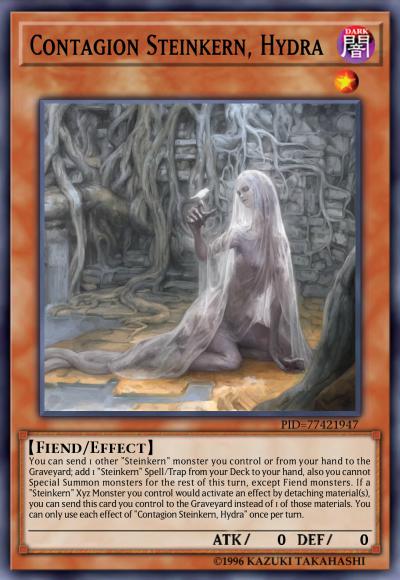 CONTAGION STEINKERN, HYDRA
DARK
闇
PID=77421947
【FIEND/EFFECT】
You can send 1 other "Steinkern" monster you control or from your hand to the
Graveyard; add 1 "Steinkern" Spell/Trap from your Deck to your hand, also you cannot
Special Summon monsters for the rest of this turn, except Fiend monsters. If a
"Steinkern" Xyz Monster you control would activate an effect by detaching material(s),
you can send this card you control to the Graveyard instead of 1 of those materials. You
can only use each effect of "Contagion Steinkern, Hydra" once per turn.
ATK/ 0 DEF/ 0
©1996 KAZUKI TAKAHASHI